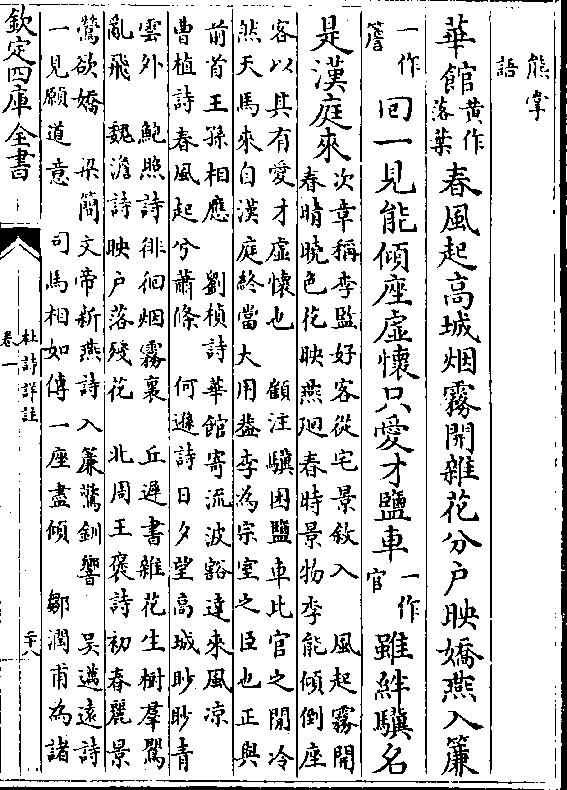 熊掌
語
華館黃作落葉春風起高城烟霧開雜花分户映嬌燕入簾
一作簷回一見能傾座虛懷只愛才鹽車一作官雖絆驥名
是漢庭來次章稱李監好客從宅景敘入　風起霧開
春晴曉色花映燕廻春時景物李能傾倒座
客以其有愛才虛懷也　顧注驥困鹽車比官之閒冷
然天馬來自漢庭終當大用葢李為宗室之臣也正與
前首王孫相應　劉楨詩華館寄流波豁達來風凉
曹植詩春風起兮蕭條　何遜詩日夕望高城眇眇青
雲外　鮑照詩徘徊烟霧裏　丘遲書雜花生樹羣鶯
亂飛　魏澹詩映户落殘花　北周王褒詩初春麗景
鶯欲嬌　梁簡文帝新燕詩入簾驚釧響　吳邁遠詩
一見願道意　司馬相如傳一座盡傾　鄒潤甫為諸
欽定四庫全書
杜詩詳註
卷一
二十八